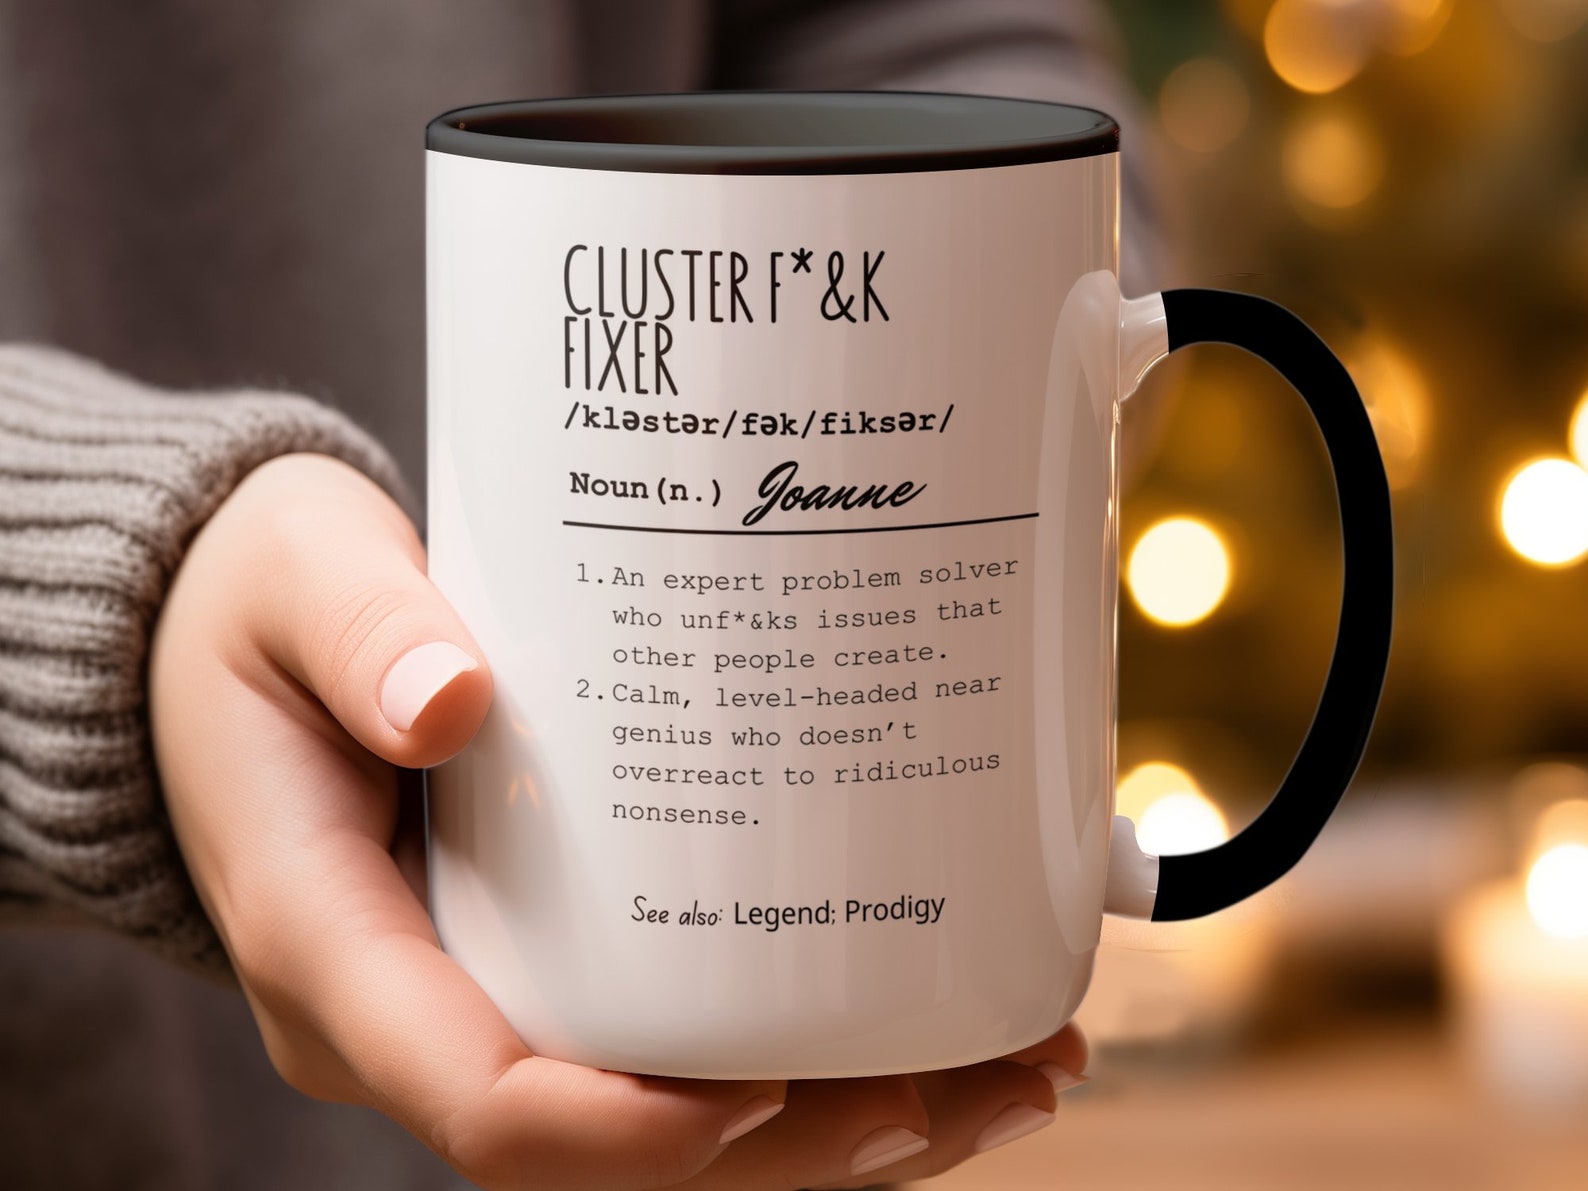 CLUSTER F*&K
FIXER
/kləstər/fək/fiksər/
Noun(n.) Joanne
1. An expert problem solver
who unf*&ks issues that
other people create.
2. Calm, level-headed near
genius who doesn't
overreact to ridiculous
nonsense.
See also: Legend; Prodigy